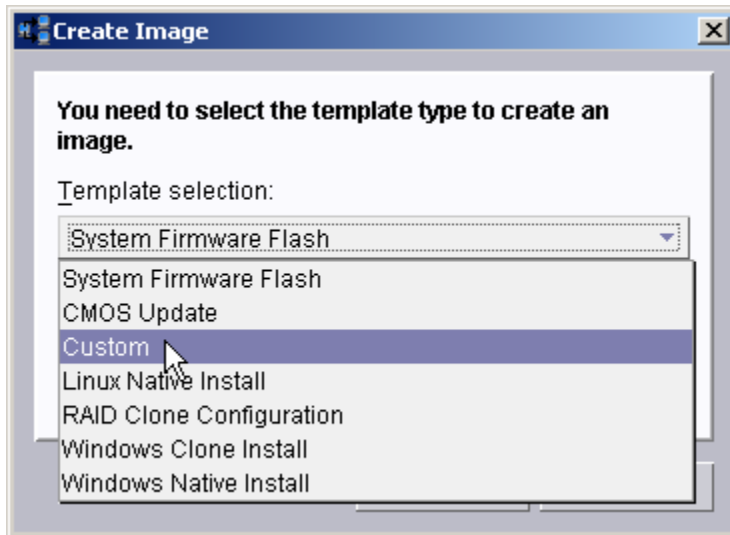 Create Image
You need to select the template type to create an
image.
Template selection:
System Firmware Flash
System Firmware Flash
CMOS Update
Custom
Linux Native Install
RAID Clone Configuration
Windows Clone Install
Windows Native Install